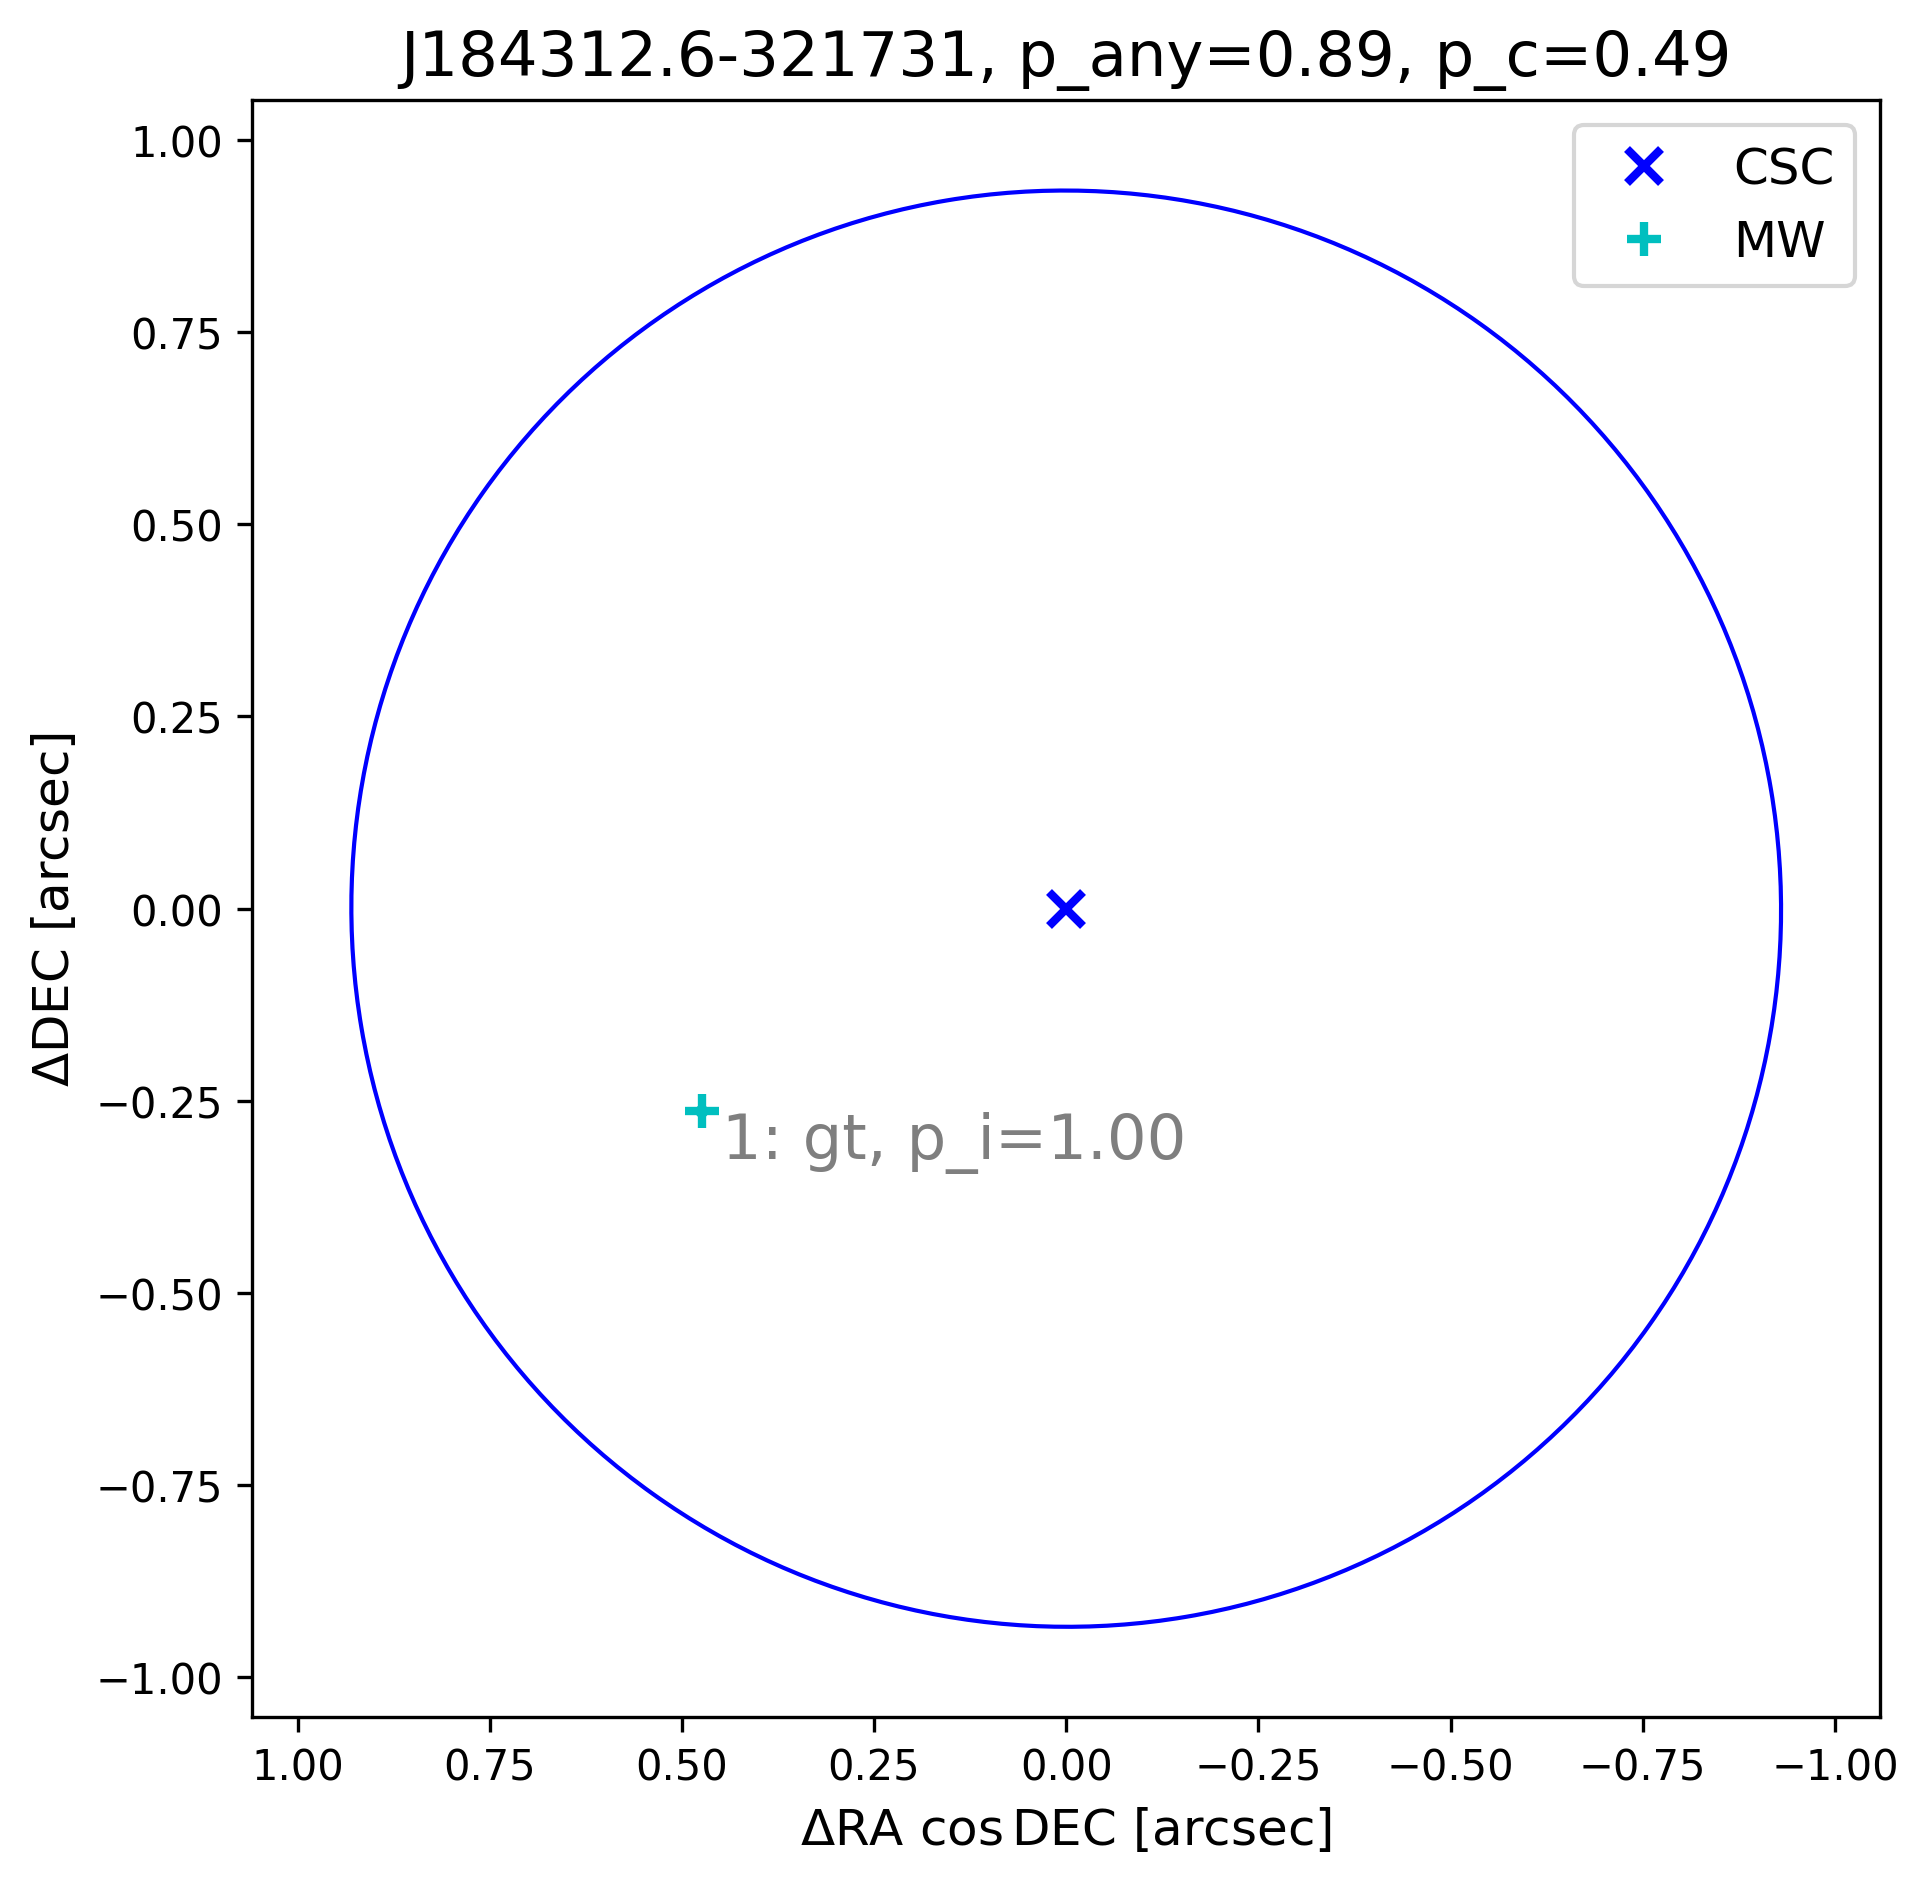 J184312.6-321731, p_any=0.89, p_c=0.49
CSC
MW
1.00
0.75
0.50
0.25
0.00
−0.25
−0.50
−0.75
−1.00
ΔDEC [arcsec]
1: gt, p_i=1.00
1.00 0.75 0.50 0.25 0.00 −0.25 −0.50 −0.75 −1.00
ΔRA cos DEC [arcsec]